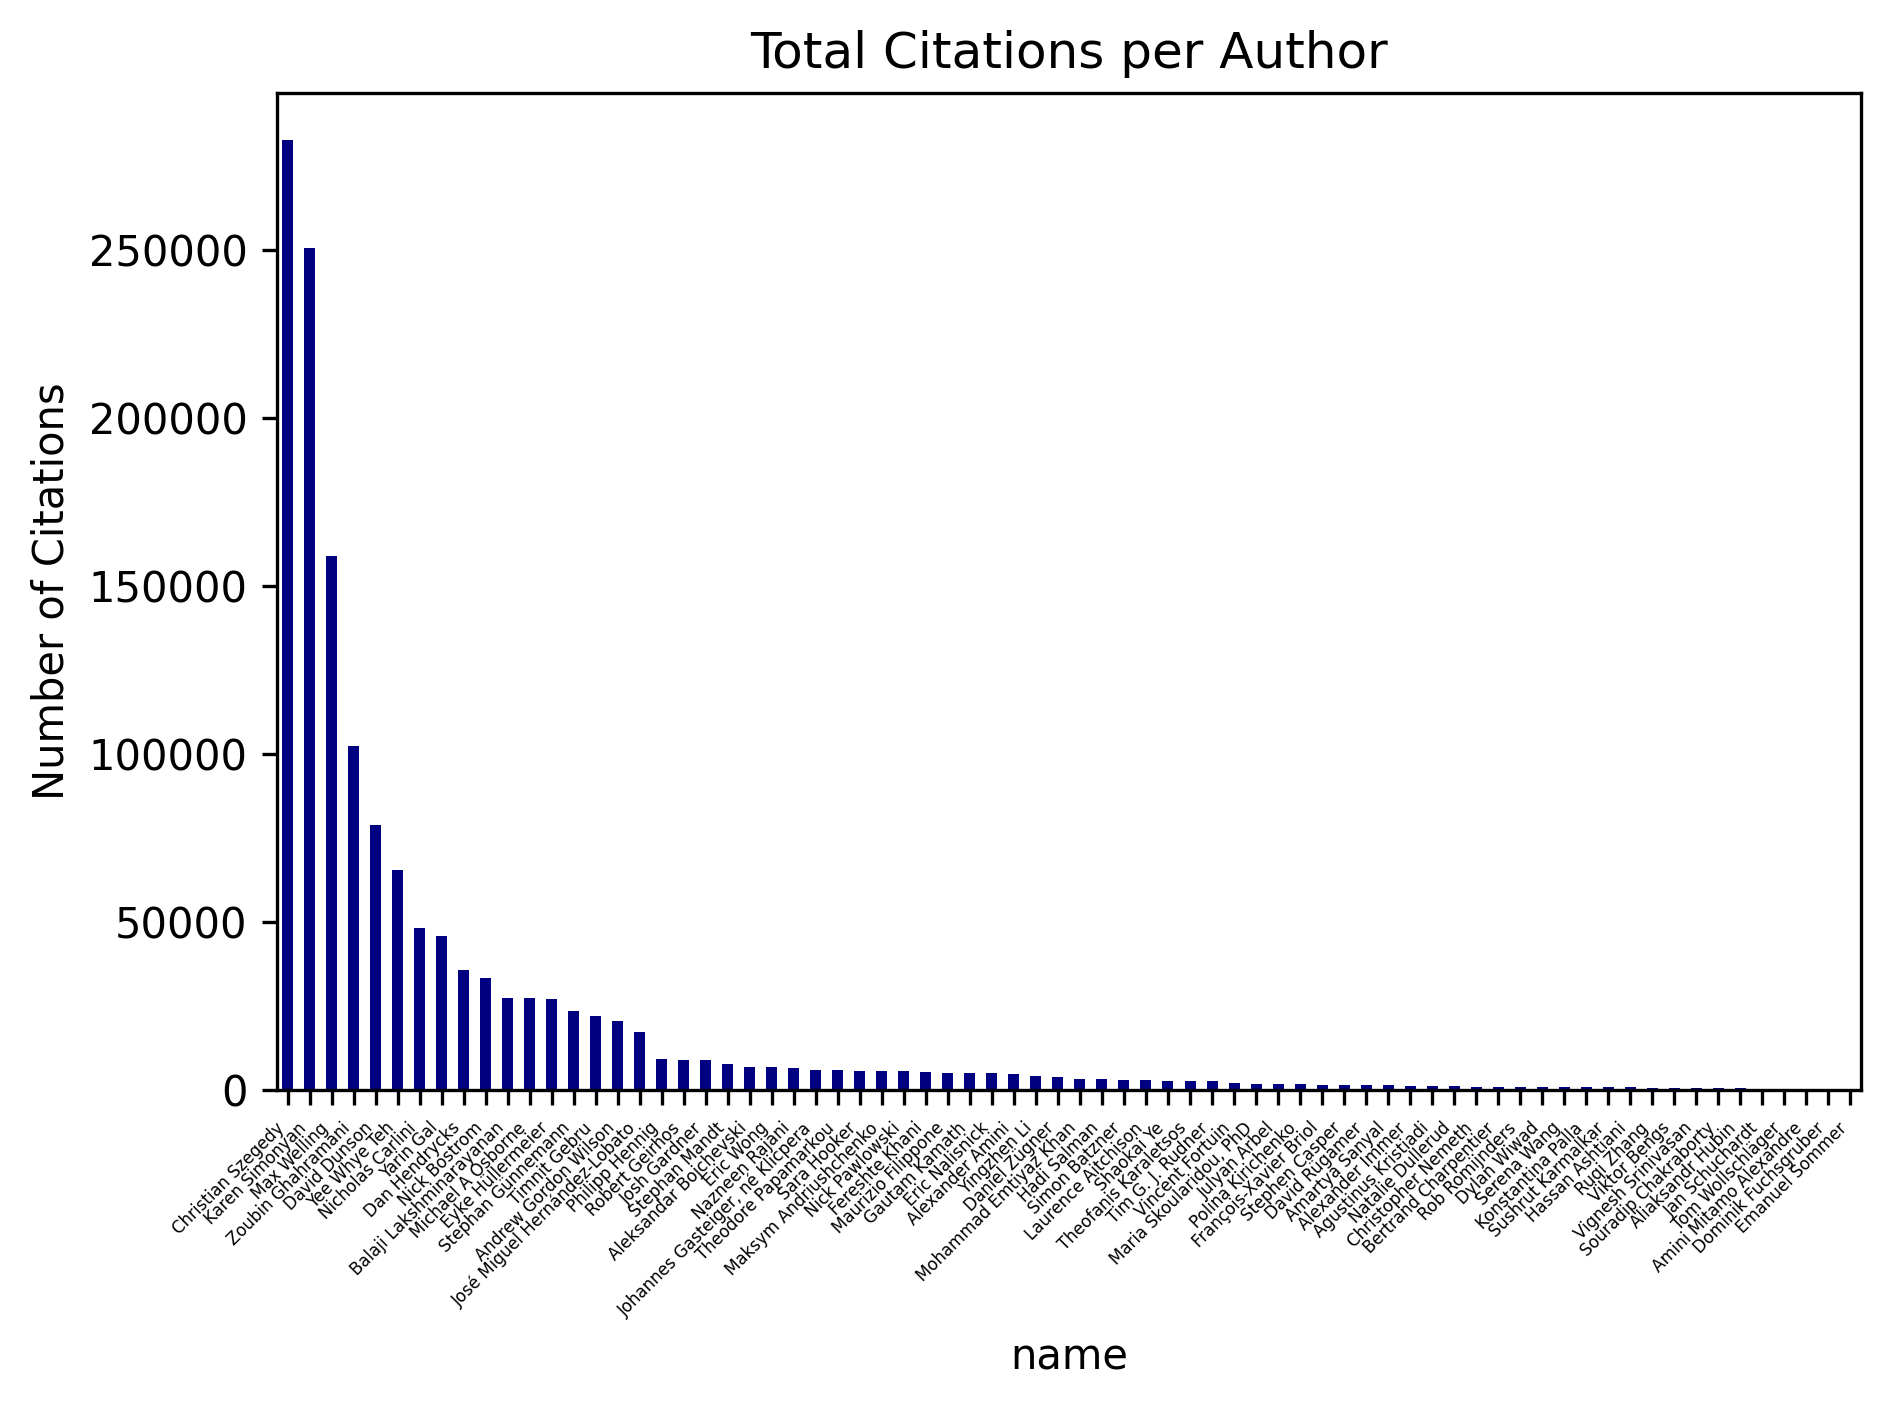 Total Citations per Author
Number of Citations
250000
200000
150000
100000
50000
0
Christian Szegedy
Karen Simonyan
Max Welling
Zoubin Ghahramani
David Dunson
Yee Whye Teh
Nicholas Carlini
Yarin Gal
Dan Hendrycks
Nick Bostrom
Balaji Lakshminarayanan
Michael A Osborne
Eyke Hüllermeier
Stephan Günnemann
Timnit Gebru
Andrew Gordon Wilson
José Miguel Hernández-Lobato
Philipp Hennig
Robert Geirhos
Josh Gardner
Stephan Mandt
Aleksandar Bojchevski
Eric Wong
Nazneen Rajani
Johannes Gasteiger, né Klicpera
Theodore Papamarkou
Sara Hooker
Maksym Andriushchenko
Nick Pawlowski
Fereshte Khani
Maurizio Filippone
Gautam Kamath
Eric Nalisnick
Alexander Amini
Yingzhen Li
Daniel Zügner
Mohammad Emtiyaz Khan
Hadi Salman
Simon Batzner
Laurence Aitchison
Shaokai Ye
Theofanis Karaletsos
Tim G. J. Rudner
Vincent Fortuin
Maria Skoularidou, PhD
Julyan Arbel
Polina Kirichenko
François-Xavier Briol
Stephen Casper
David Rügamer
Amartya Sanyal
Alexander Immer
Agustinus Kristiadi
Natalie Dullerud
Christopher Nemeth
Bertrand Charpentier
Rob Romijnders
Dylan Wiwad
Serena Wang
Konstantina Palla
Sushrut Karmalkar
Hassan Ashtiani
Ruqi Zhang
Viktor Bengs
Vignesh Srinivasan
Souradip Chakraborty
Aliaksandr Hubin
Jan Schuchardt
Tom Wollschläger
Amini Mitamo Alexandre
Dominik Fuchsgruber
Emanuel Sommer
name